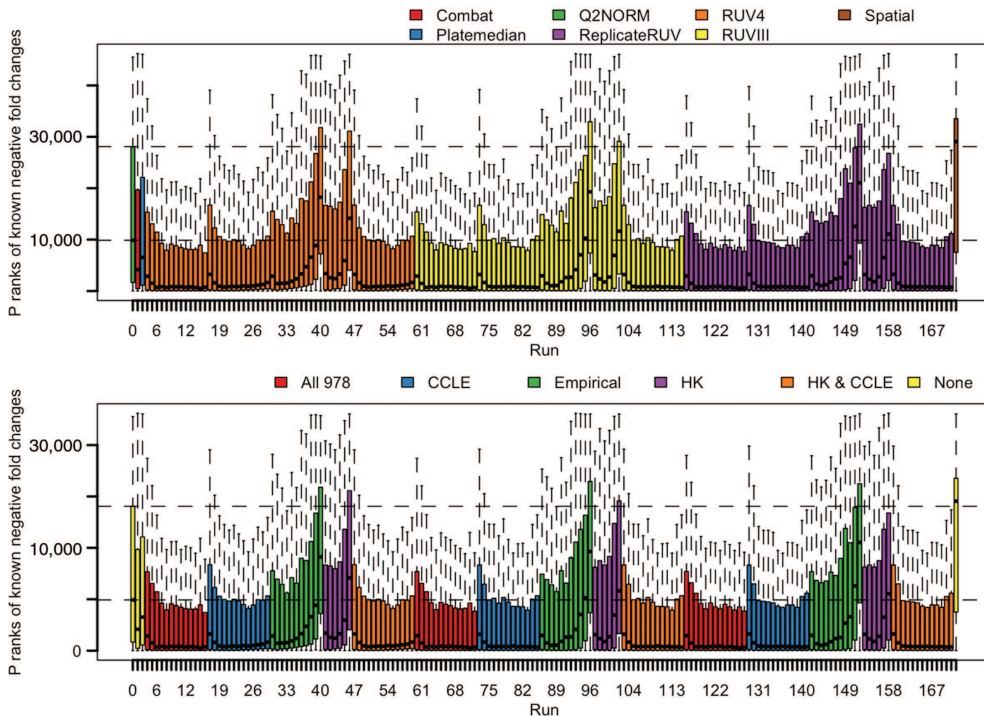 Combat Q2NORM RUV4 Spatial
Platemedian ReplicateRUV RUVIII
P ranks of known negative fold changes
30,000
10,000
0 6 12 19 26 33 40 47 54 61 68 75 82 89 96 104 113 122 131 140 149 158 167
Run
All 978 CCLE Empirical HK HK & CCLE None
P ranks of known negative fold changes
30,000
10,000
0
0 6 12 19 26 33 40 47 54 61 68 75 82 89 96 104 113 122 131 140 149 158 167
Run